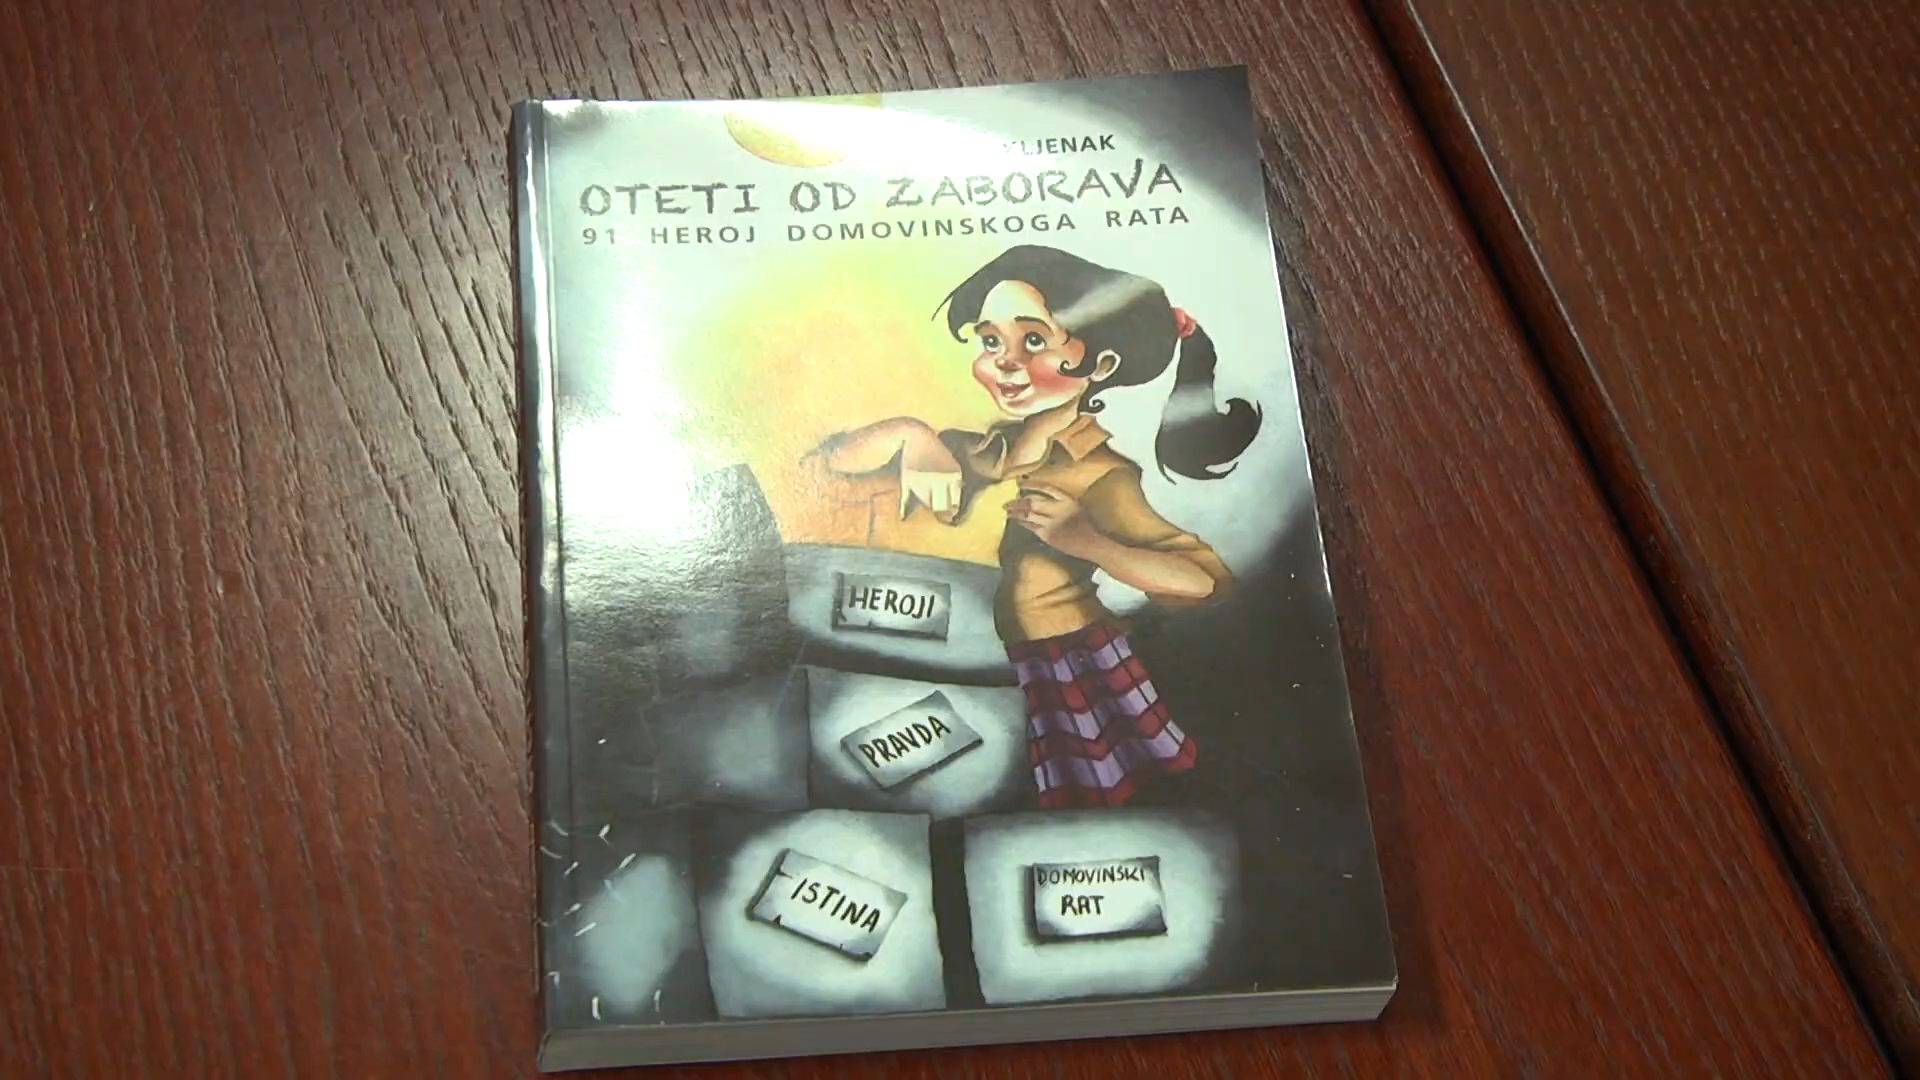 OTETI OD ZABORAVA
91 HEROJ DOMOVINSKOGA RATA
HEROJI
PRAVDA
ISTINA
DOMOVINSKI
RAT